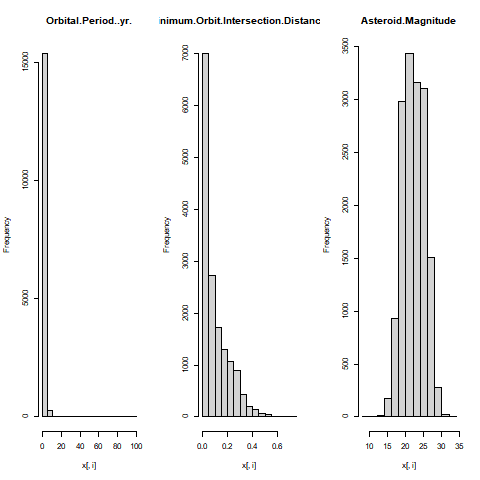 Orbital.Period..yr.
nimum.Orbit.Intersection.Distanc
Asteroid.Magnitude
Frequency
0
5000
10000
15000
0 20 40 60 80 100
x[, i]
Frequency
0
1000
2000
3000
4000
5000
6000
7000
0.0 0.2 0.4 0.6
x[, i]
Frequency
0
500
1000
1500
2000
2500
3000
3500
10 15 20 25 30 35
x[, i]